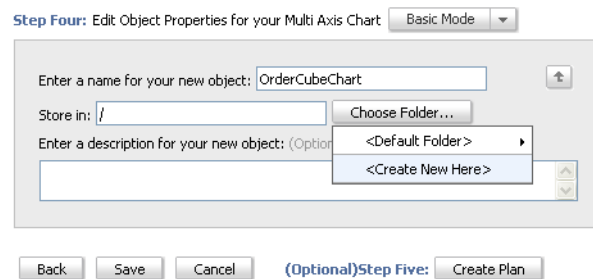 Step Four: Edit Object Properties for your Multi Axis Chart Basic Mode
Enter a name for your new object: OrderCubeChart
Store in: / Choose Folder...
<Default Folder>
Enter a description for your new object: (Option
<Create New Here>
Back Save Cancel (Optional)Step Five: Create Plan